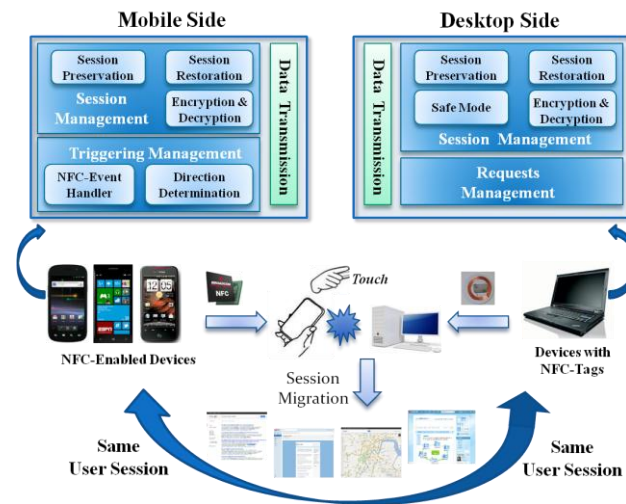 Mobile Side
Desktop Side
Session
Preservation
Session
Restoration
Session
Management
Encryption &
Decryption
Triggering Management
NFC-Event
Handler
Direction
Determination
Data Transmission
Data Transmission
Session
Preservation
Session
Restoration
Safe Mode
Encryption &
Decryption
Session Management
Requests
Management
NFC
Touch
NFC-Enabled Devices
Devices with
NFC-Tags
Session
Migration
Same
User Session
Same
User Session